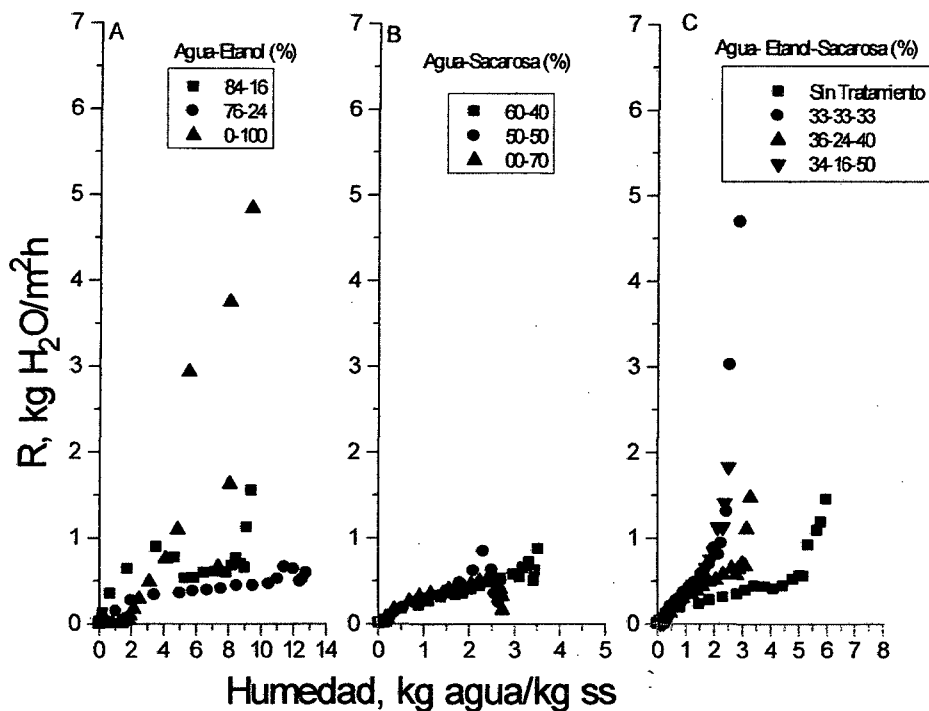 A
Agua-Etanol (%)
84-16
76-24
0-100
B
Agua-Sacarosa (%)
60-40
50-50
00-70
C
Agua- Etanol-Sacarosa (%)
Sin Tratamiento
33-33-33
36-24-40
34-16-50
R, kg H₂O/m²h
7
6
5
4
3
2
1
0
0 2 4 6 8 10 12 14
7
6
5
4
3
2
1
0
0 1 2 3 4 5
7
6
5
4
3
2
1
0
0 1 2 3 4 5 6 7 8
Humedad, kg agua/kg ss